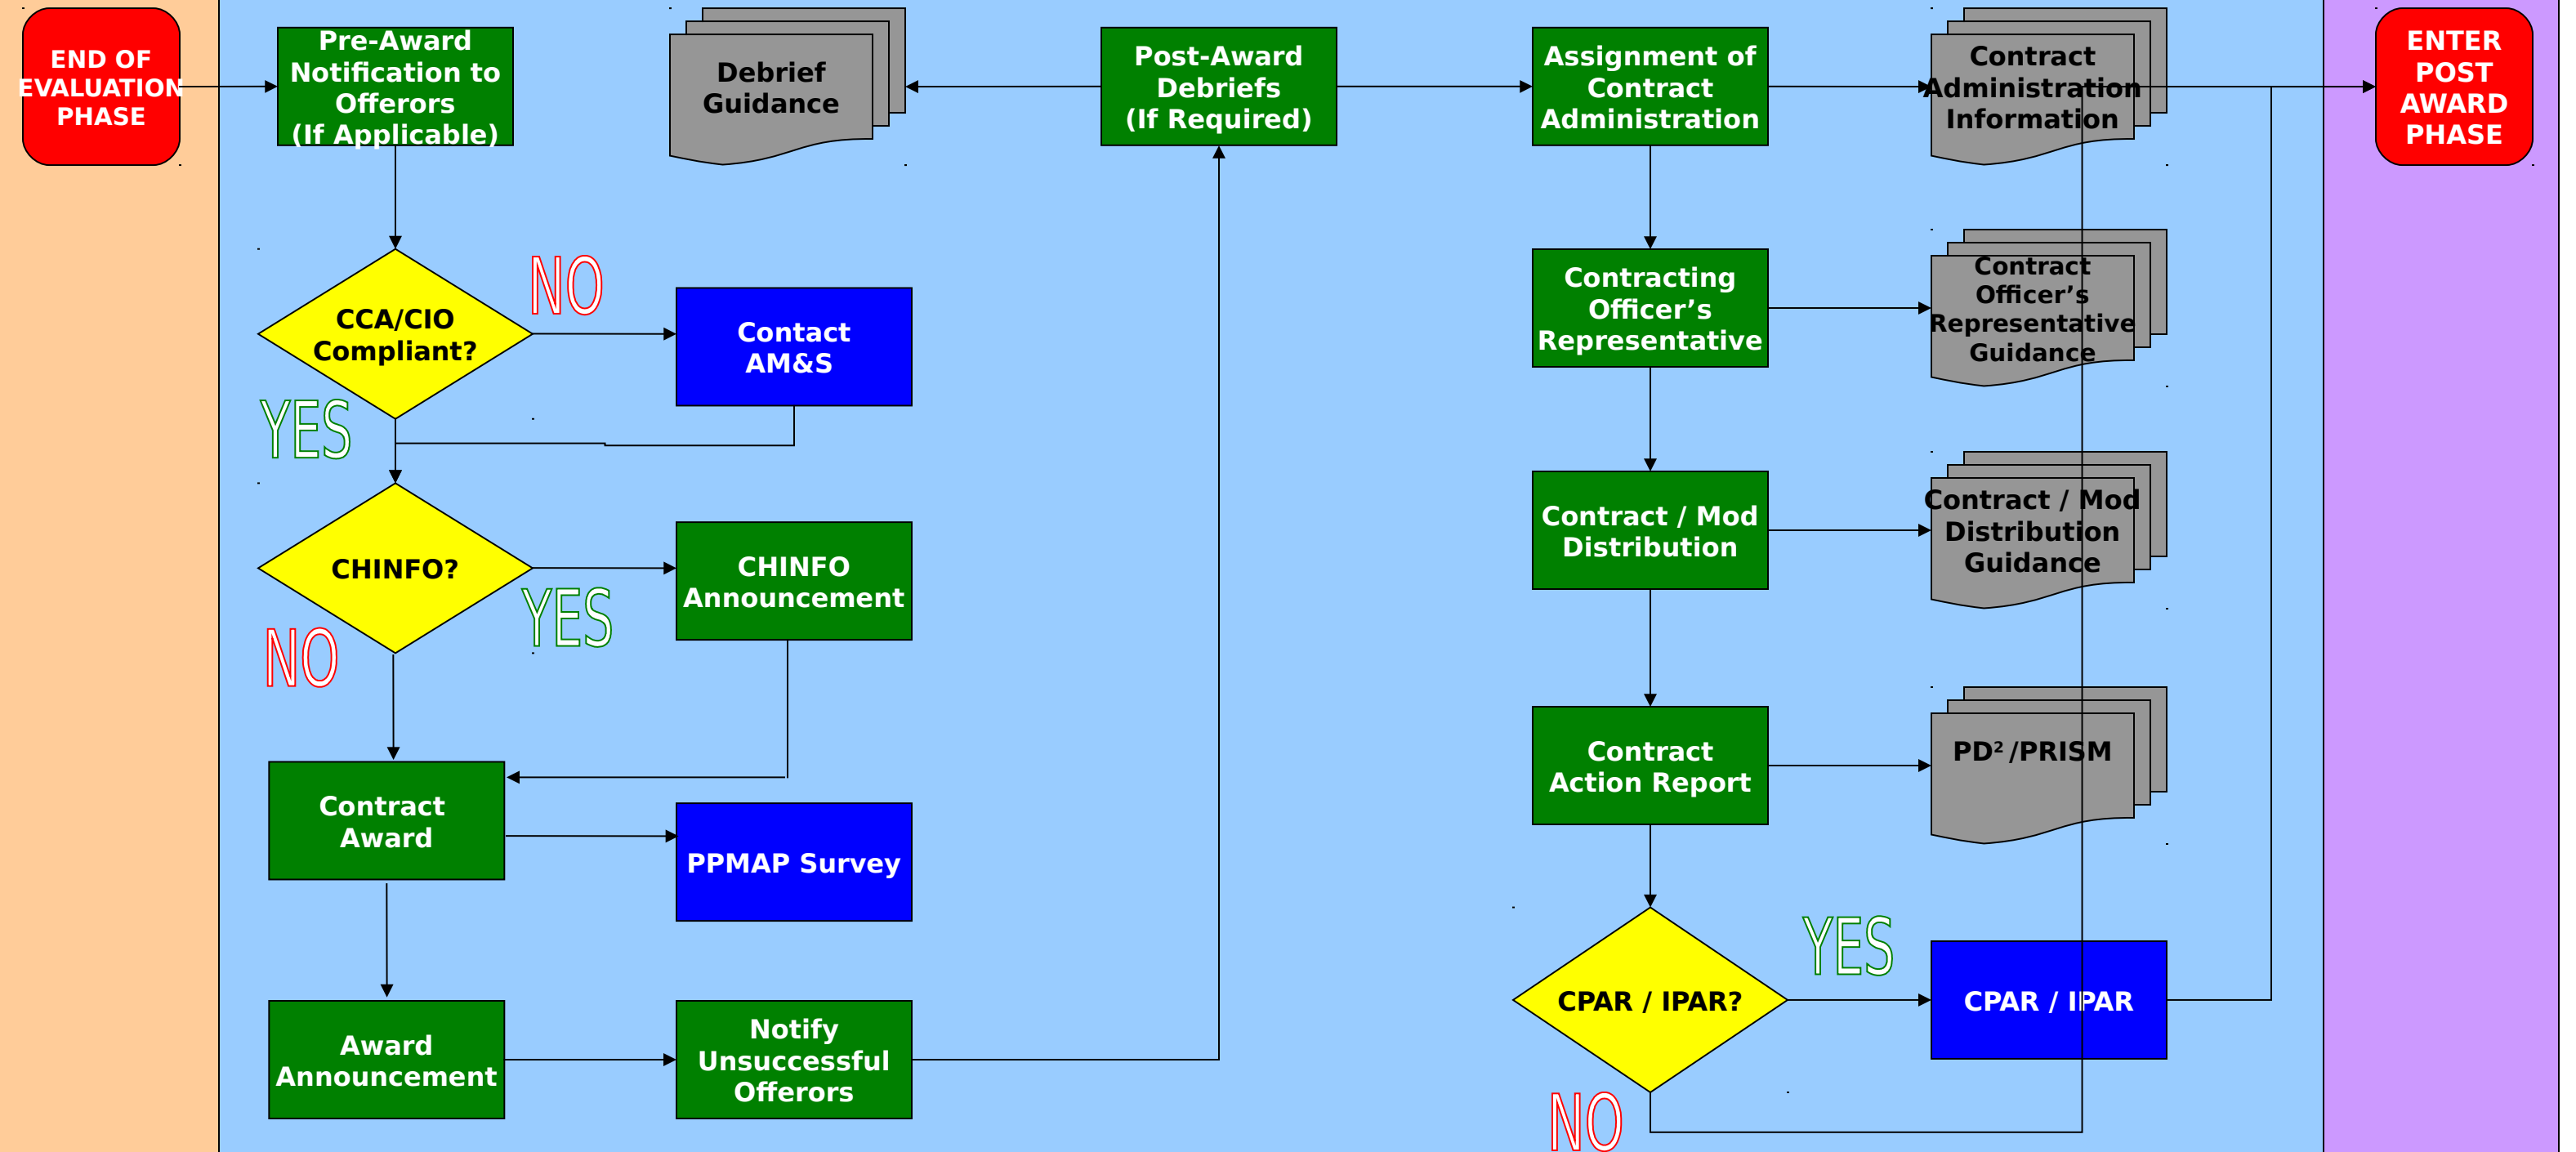 END OF
EVALUATION
PHASE
Pre-Award
Notification to
Offerors
(If Applicable)
Debrief
Guidance
Post-Award
Debriefs
(If Required)
Assignment of
Contract
Administration
Contract
Administration
Information
ENTER
POST
AWARD
PHASE
CCA/CIO
Compliant?
NO
Contact
AM&S
YES
Contracting
Officer’s
Representative
Contract
Officer’s
Representative
Guidance
CHINFO?
YES
CHINFO
Announcement
NO
Contract / Mod
Distribution
Contract / Mod
Distribution
Guidance
Contract
Award
PPMAP Survey
Contract
Action Report
PD² /PRISM
Award
Announcement
Notify
Unsuccessful
Offerors
CPAR / IPAR?
YES
CPAR / IPAR
NO